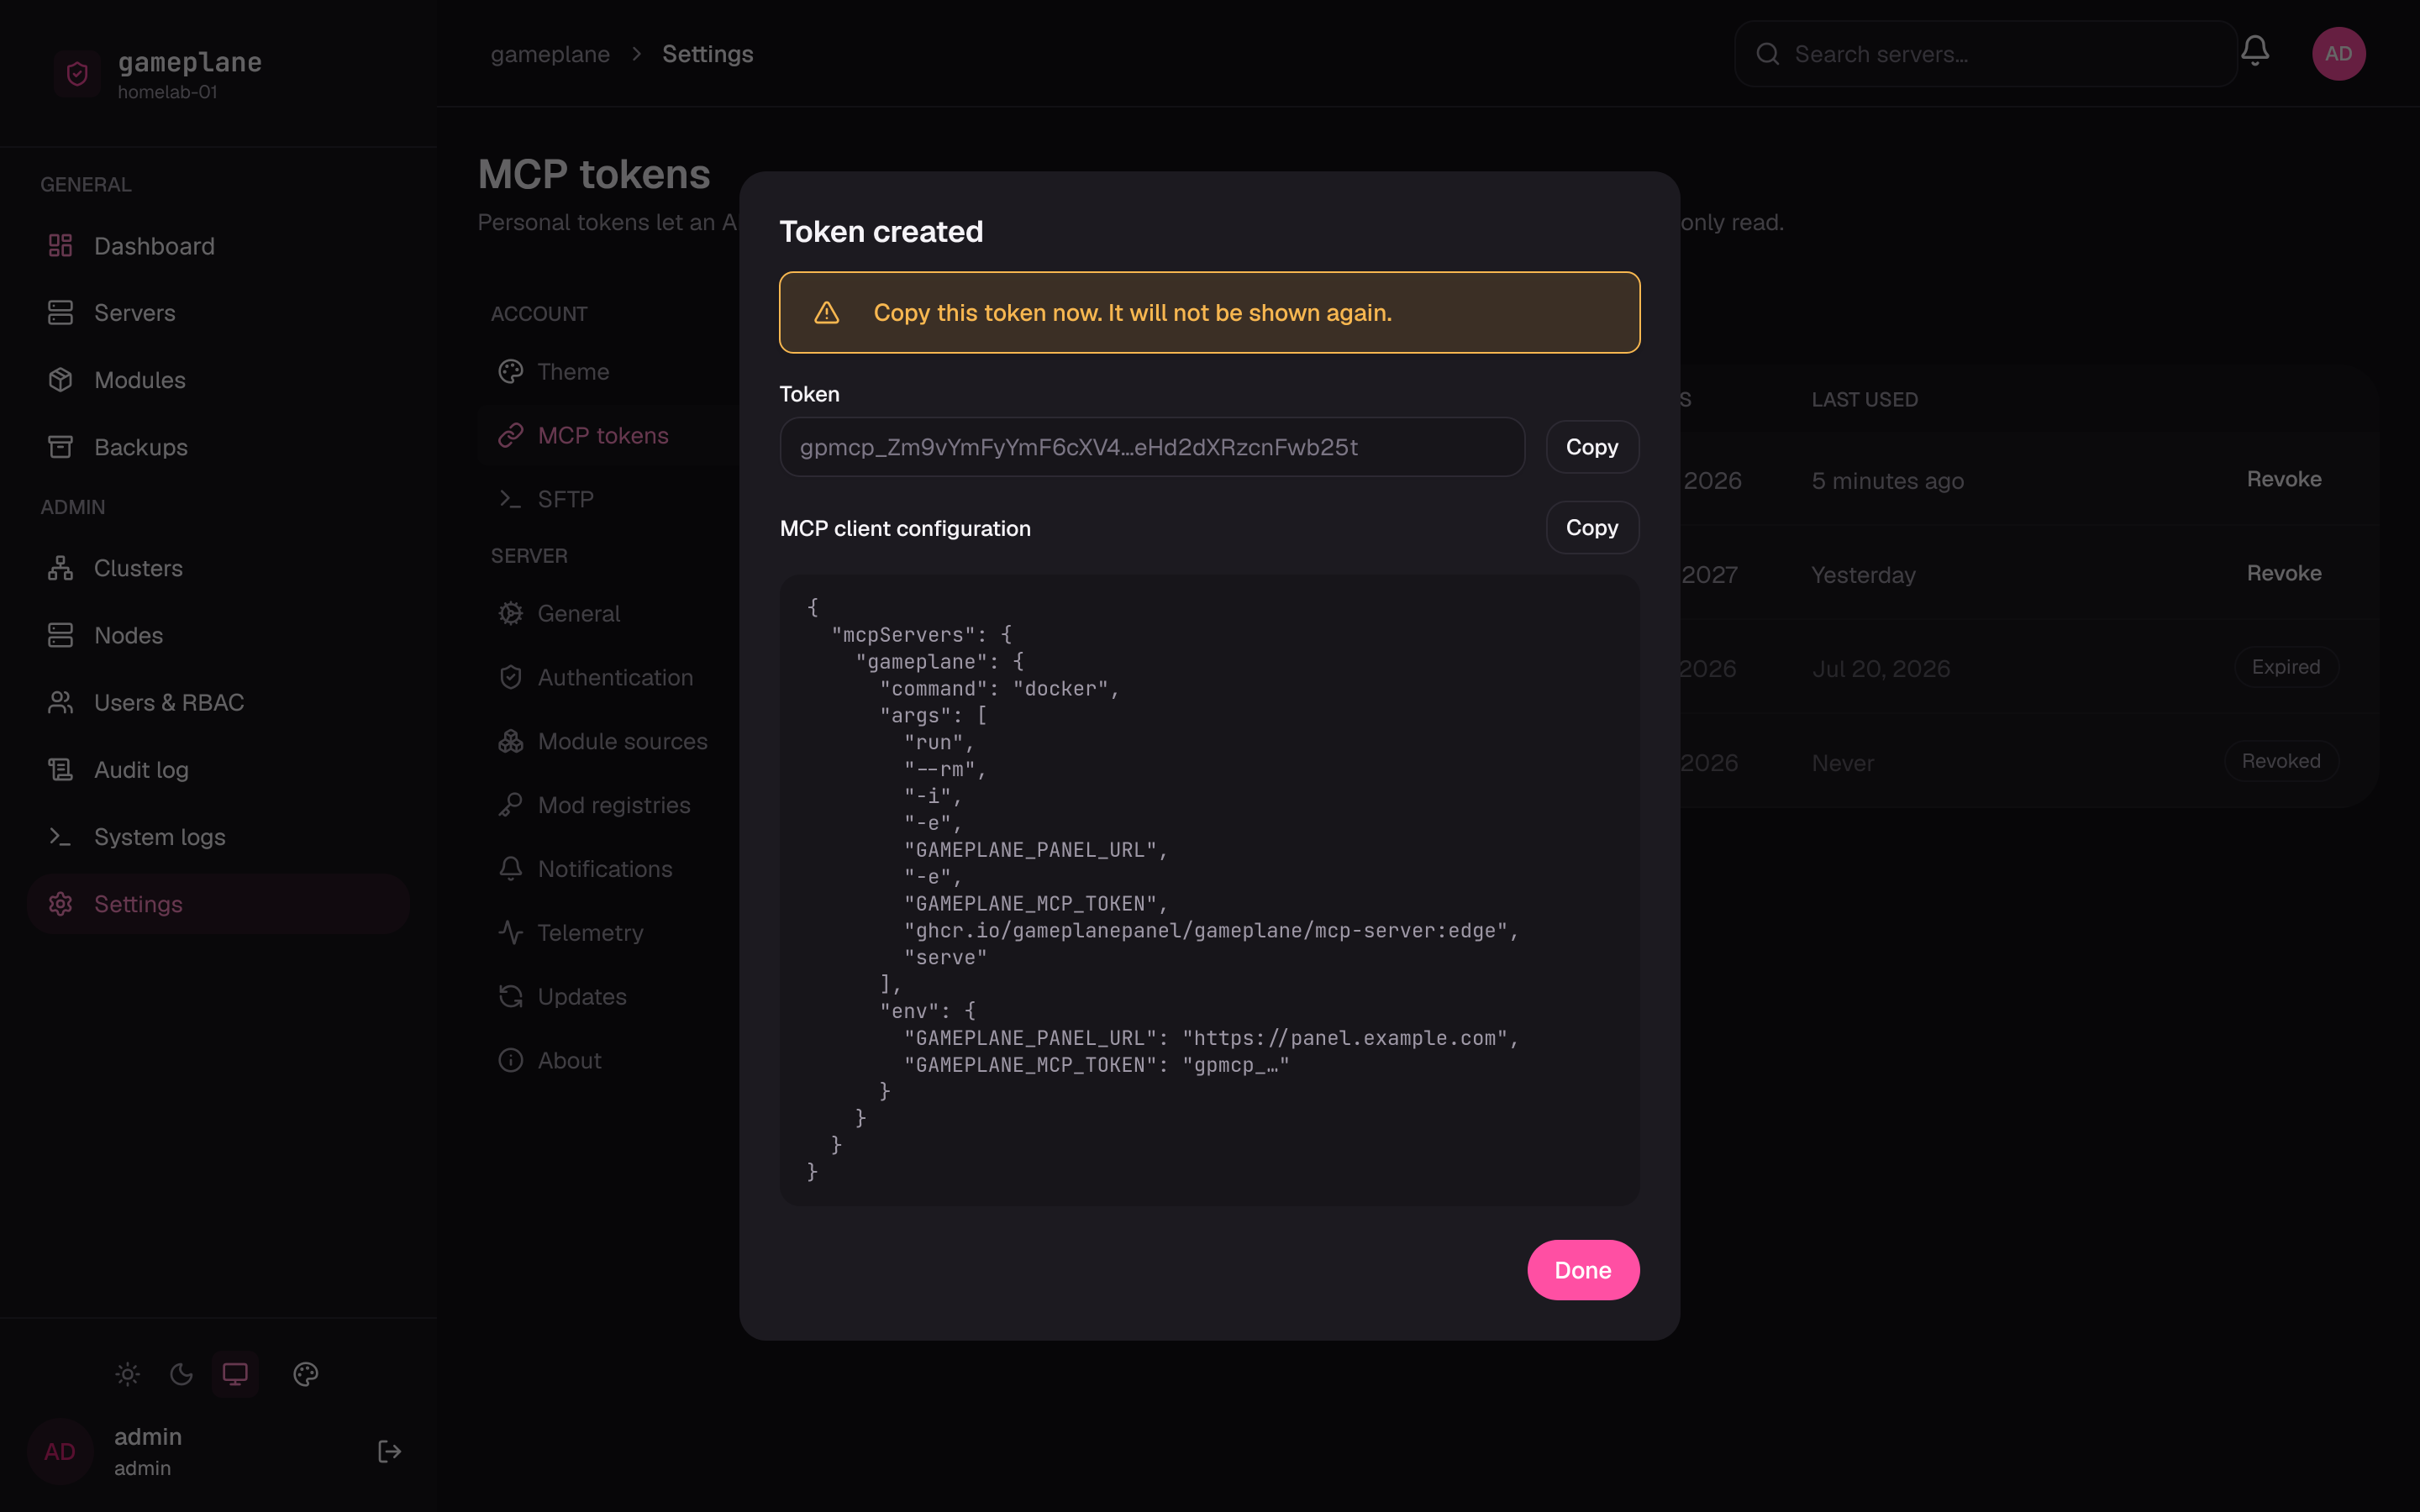 gameplane
homelab-01
GENERAL
Dashboard
Servers
Modules
Backups
ADMIN
Clusters
Nodes
Users & RBAC
Audit log
System logs
Settings
AD
admin
admin
gameplane > Settings
Search servers...
AD
MCP tokens
Personal tokens let an A
only read.
ACCOUNT
Theme
MCP tokens
SFTP
SERVER
General
Authentication
Module sources
Mod registries
Notifications
Telemetry
Updates
About
S LAST USED
2026 5 minutes ago Revoke
2027 Yesterday Revoke
2026 Jul 20, 2026 Expired
2026 Never Revoked
Token created
Copy this token now. It will not be shown again.
Token
gpmcp_Zm9vYmFyYmF6cXV4…eHd2dXRzcnFwb25t Copy
MCP client configuration Copy
{
"mcpServers": {
"gameplane": {
"command": "docker",
"args": [
"run",
"--rm",
"-i",
"-e",
"GAMEPLANE_PANEL_URL",
"-e",
"GAMEPLANE_MCP_TOKEN",
"ghcr.io/gameplanepanel/gameplane/mcp-server:edge",
"serve"
],
"env": {
"GAMEPLANE_PANEL_URL": "https://panel.example.com",
"GAMEPLANE_MCP_TOKEN": "gpmcp_…"
}
}
}
}
Done